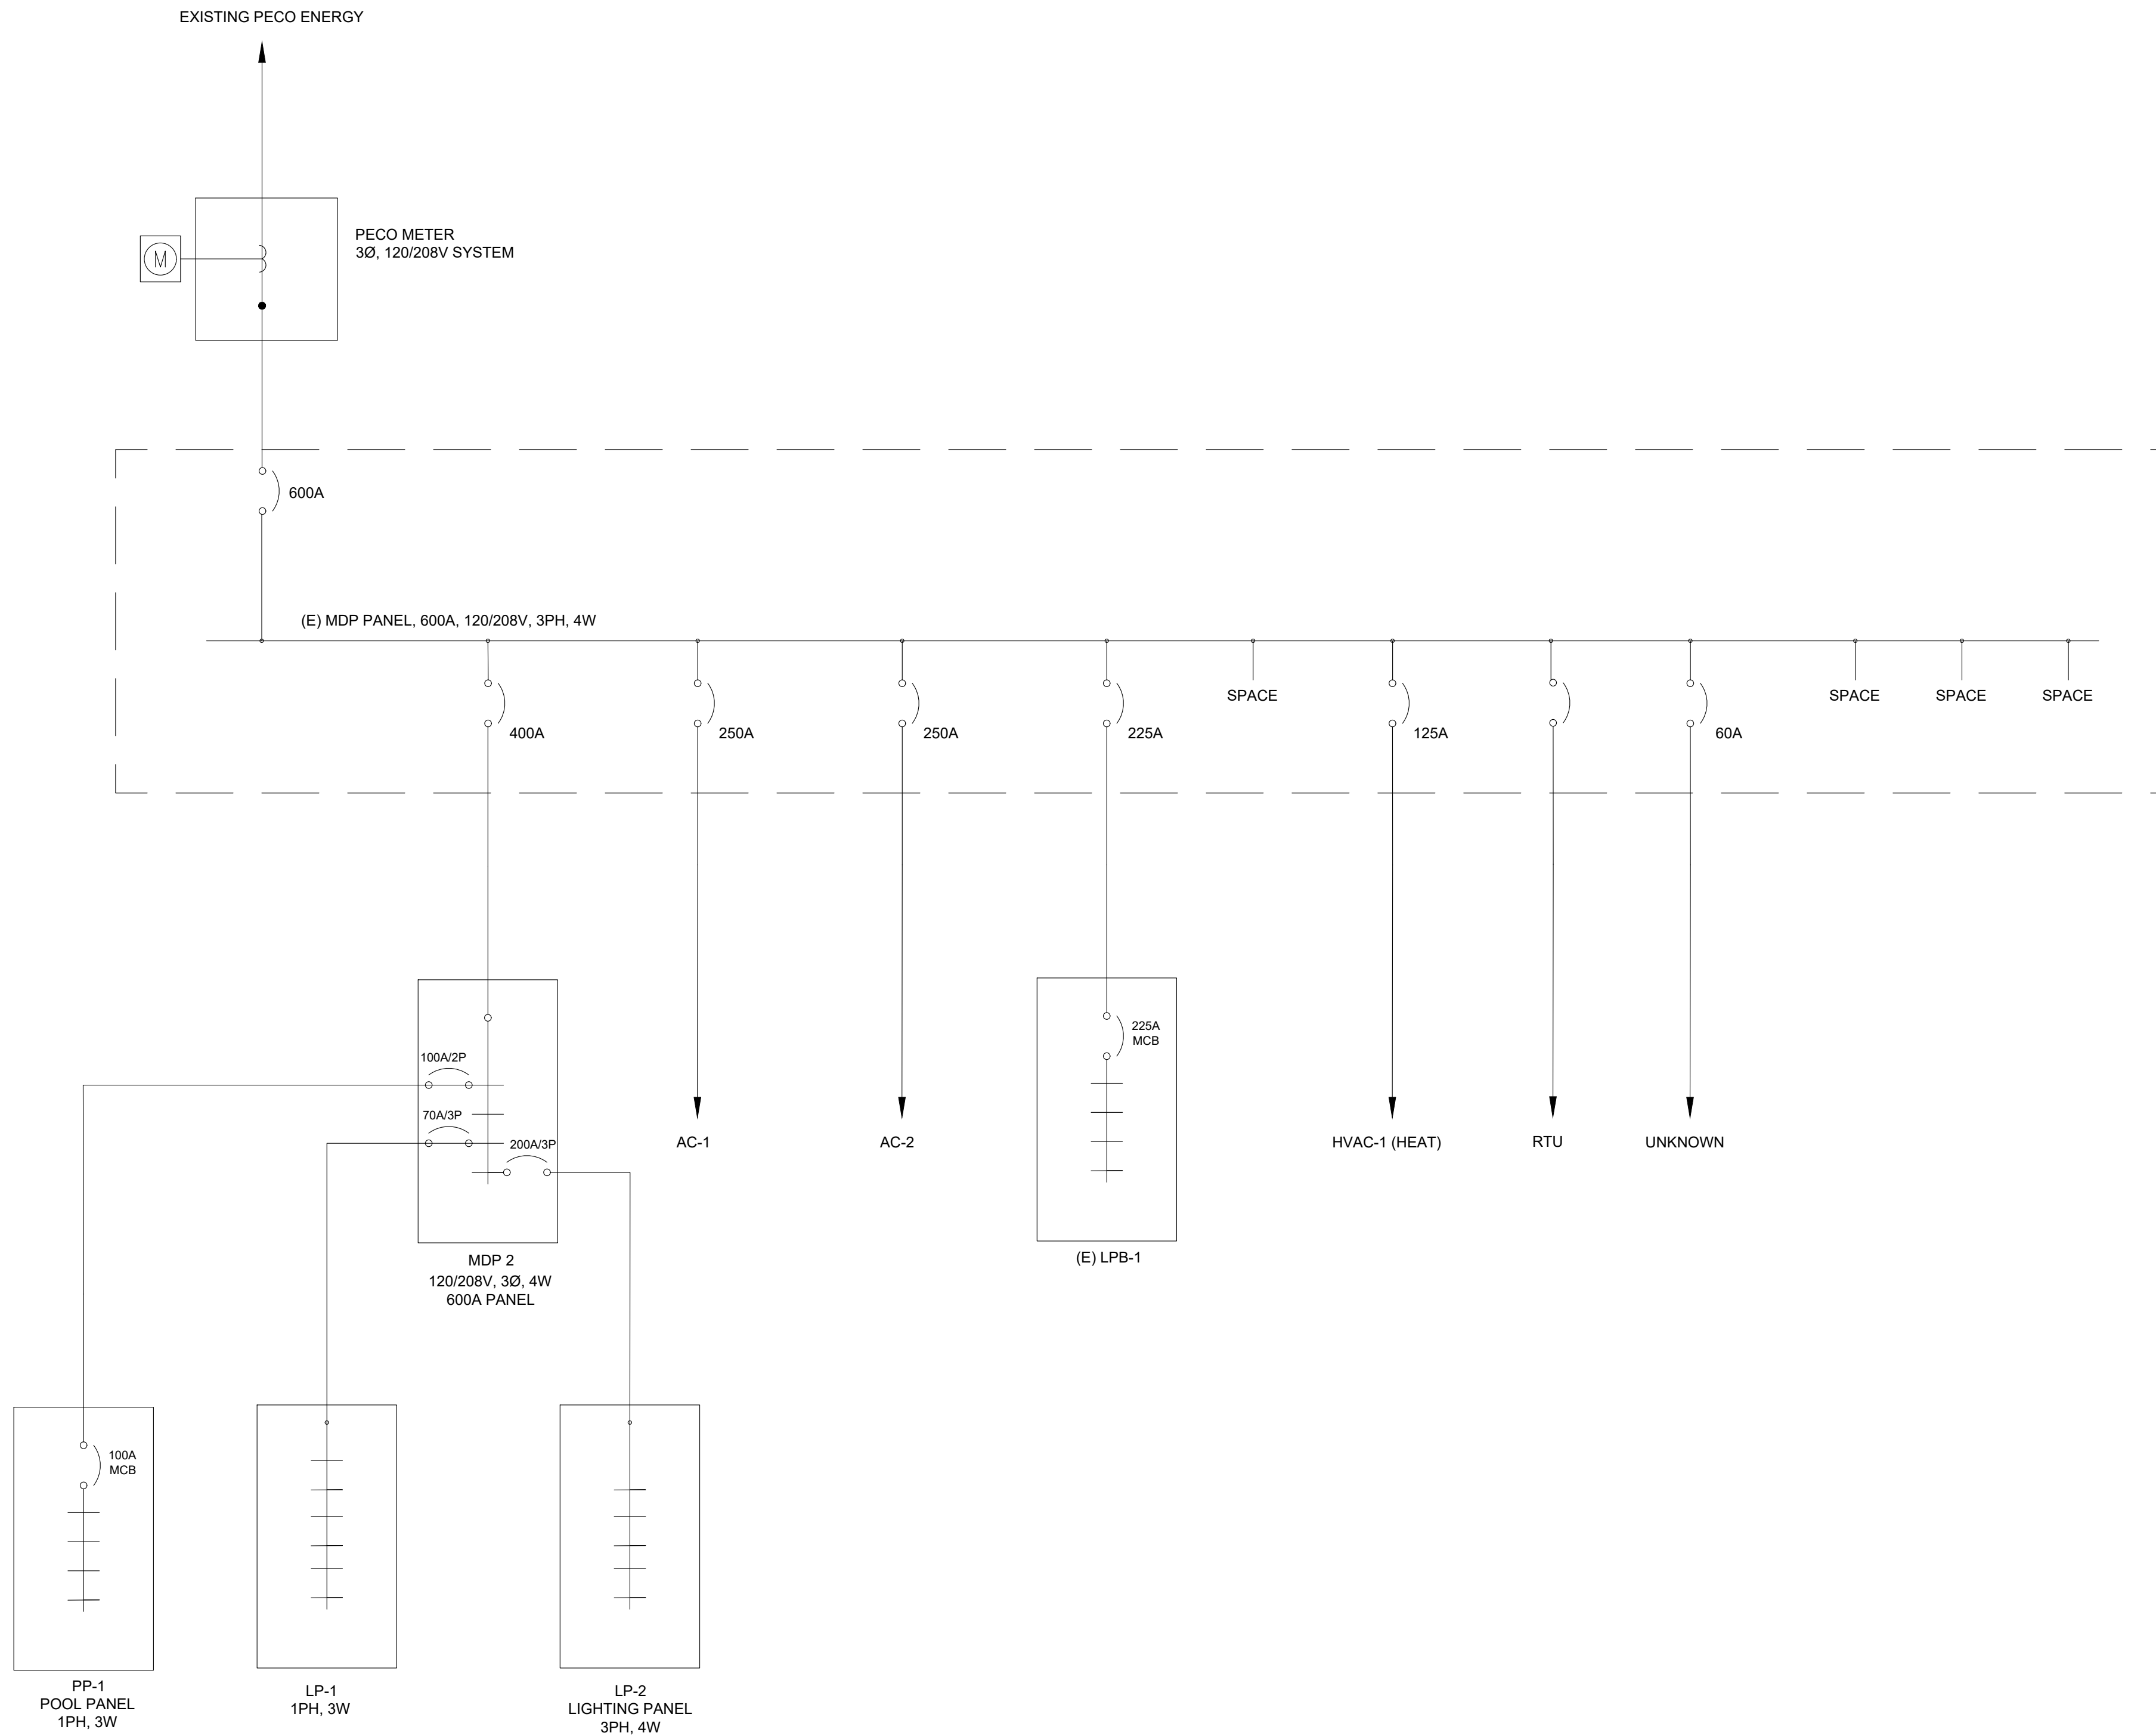 EXISTING PECO ENERGY
M
PECO METER
3Ø, 120/208V SYSTEM
600A
(E) MDP PANEL, 600A, 120/208V, 3PH, 4W
SPACE
SPACE
SPACE
SPACE
400A
250A
250A
225A
125A
60A
225A
MCB
100A/2P
70A/3P
200A/3P
AC-1
AC-2
HVAC-1 (HEAT)
RTU
UNKNOWN
MDP 2
120/208V, 3Ø, 4W
600A PANEL
(E) LPB-1
100A
MCB
PP-1
POOL PANEL
1PH, 3W
LP-1
1PH, 3W
LP-2
LIGHTING PANEL
3PH, 4W